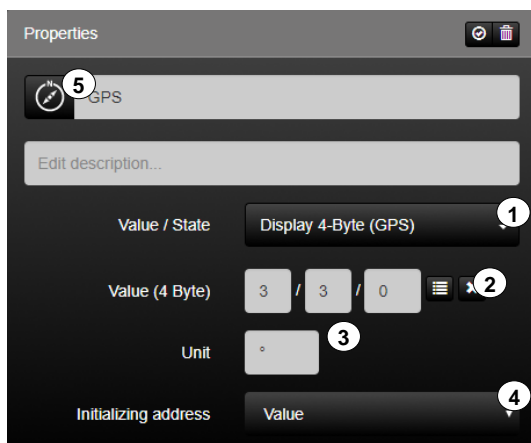 Properties
N
5
GPS
Edit description...
1
Value / State Display 4-Byte (GPS)
Value (4 Byte) 3 / 3 / 0 2
Unit ° 3
4
Initializing address Value